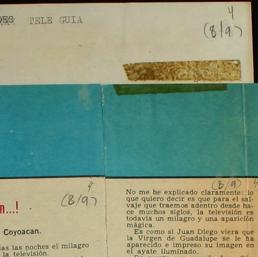 DES TELE GUIA
4
(8/9)
(8/9)
4
(8/9)
n...!
Coyoacan.
las las noches el milagro
la televisión.
No me he explicado claramente: lo
que quiero decir es que para el sal-
vaje que traemos adentro desde ha-
ce muchos siglos, la televisión es
todavía un milagro y una aparición
mágica.
Es como si Juan Diego viera que
la Virgen de Guadalupe se le ha
aparecido e impreso su imagen en
el ayate iluminado.